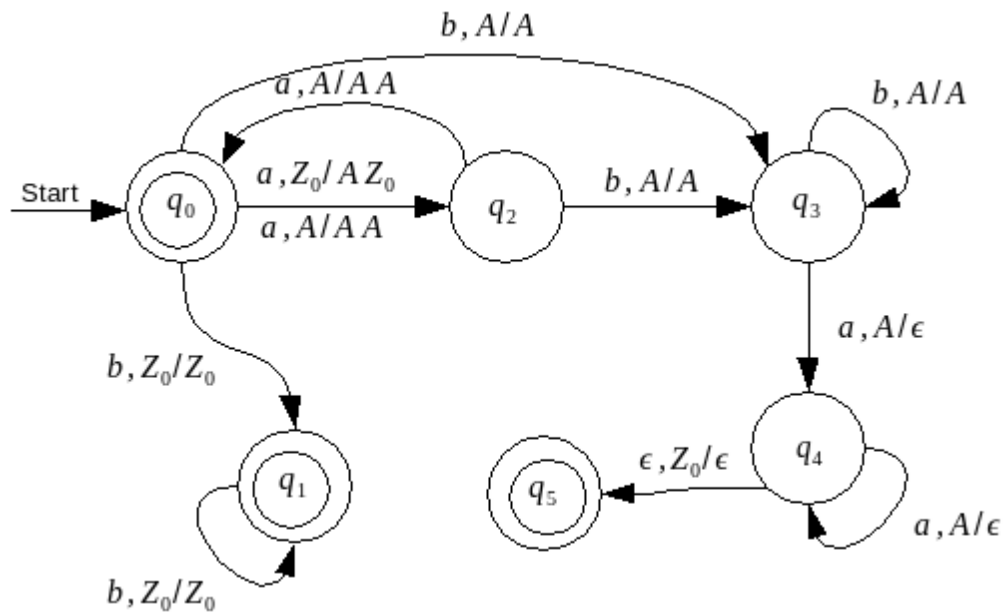 b, A/A
a, A/A A
b, A/A
Start
q₀
a, Z₀/A Z₀
a, A/A A
q₂
b, A/A
q₃
a, A/ϵ
b, Z₀/Z₀
q₁
q₅
ϵ, Z₀/ϵ
q₄
a, A/ϵ
b, Z₀/Z₀